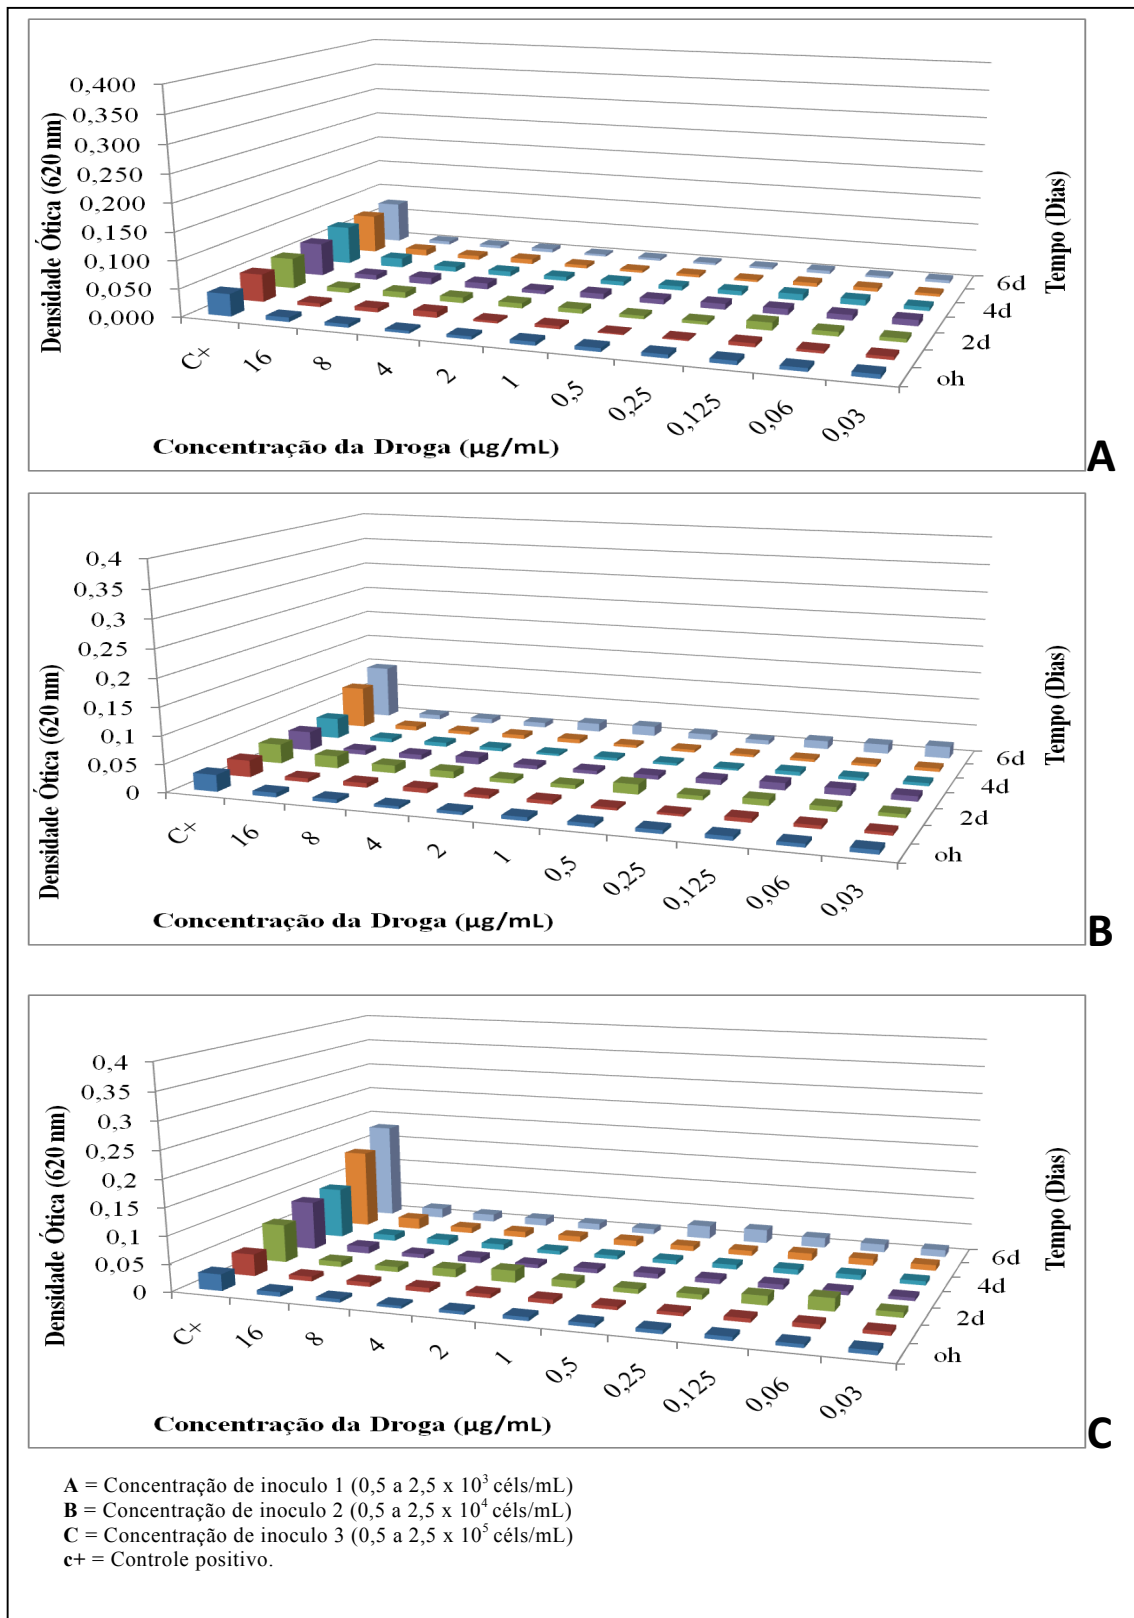 0,400
0,350
0,300
0,250
0,200
0,150
0,100
0,050
0,000
Densidade Ótica (620 nm)
C+
16
8
4
2
1
0,5
0,25
0,125
0,06
0,03
oh
2d
4d
6d
Tempo (Dias)
Concentração da Droga (µg/mL)
A
0,4
0,35
0,3
0,25
0,2
0,15
0,1
0,05
0
Densidade Ótica (620 nm)
C+
16
8
4
2
1
0,5
0,25
0,125
0,06
0,03
oh
2d
4d
6d
Tempo (Dias)
Concentração da Droga (µg/mL)
B
0,4
0,35
0,3
0,25
0,2
0,15
0,1
0,05
0
Densidade Ótica (620 nm)
C+
16
8
4
2
1
0,5
0,25
0,125
0,06
0,03
oh
2d
4d
6d
Tempo (Dias)
Concentração da Droga (µg/mL)
C
A = Concentração de inoculo 1 (0,5 a 2,5 x 10³ céls/mL)
B = Concentração de inoculo 2 (0,5 a 2,5 x 10⁴ céls/mL)
C = Concentração de inoculo 3 (0,5 a 2,5 x 10⁵ céls/mL)
c+ = Controle positivo.